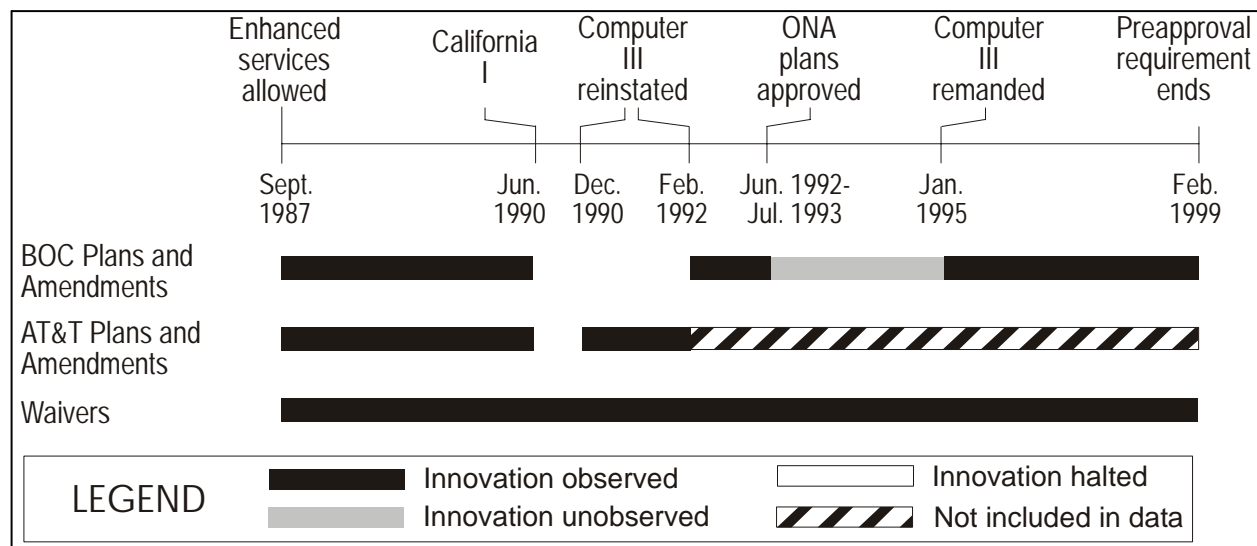 Enhanced
services
allowed
California
I
Computer
III
reinstated
ONA
plans
approved
Computer
III
remanded
Preapproval
requirement
ends
Sept.
1987
Jun.
1990
Dec.
1990
Feb.
1992
Jun. 1992-
Jul. 1993
Jan.
1995
Feb.
1999
BOC Plans and
Amendments
AT&T Plans and
Amendments
Waivers
LEGEND
Innovation observed
Innovation unobserved
Innovation halted
Not included in data